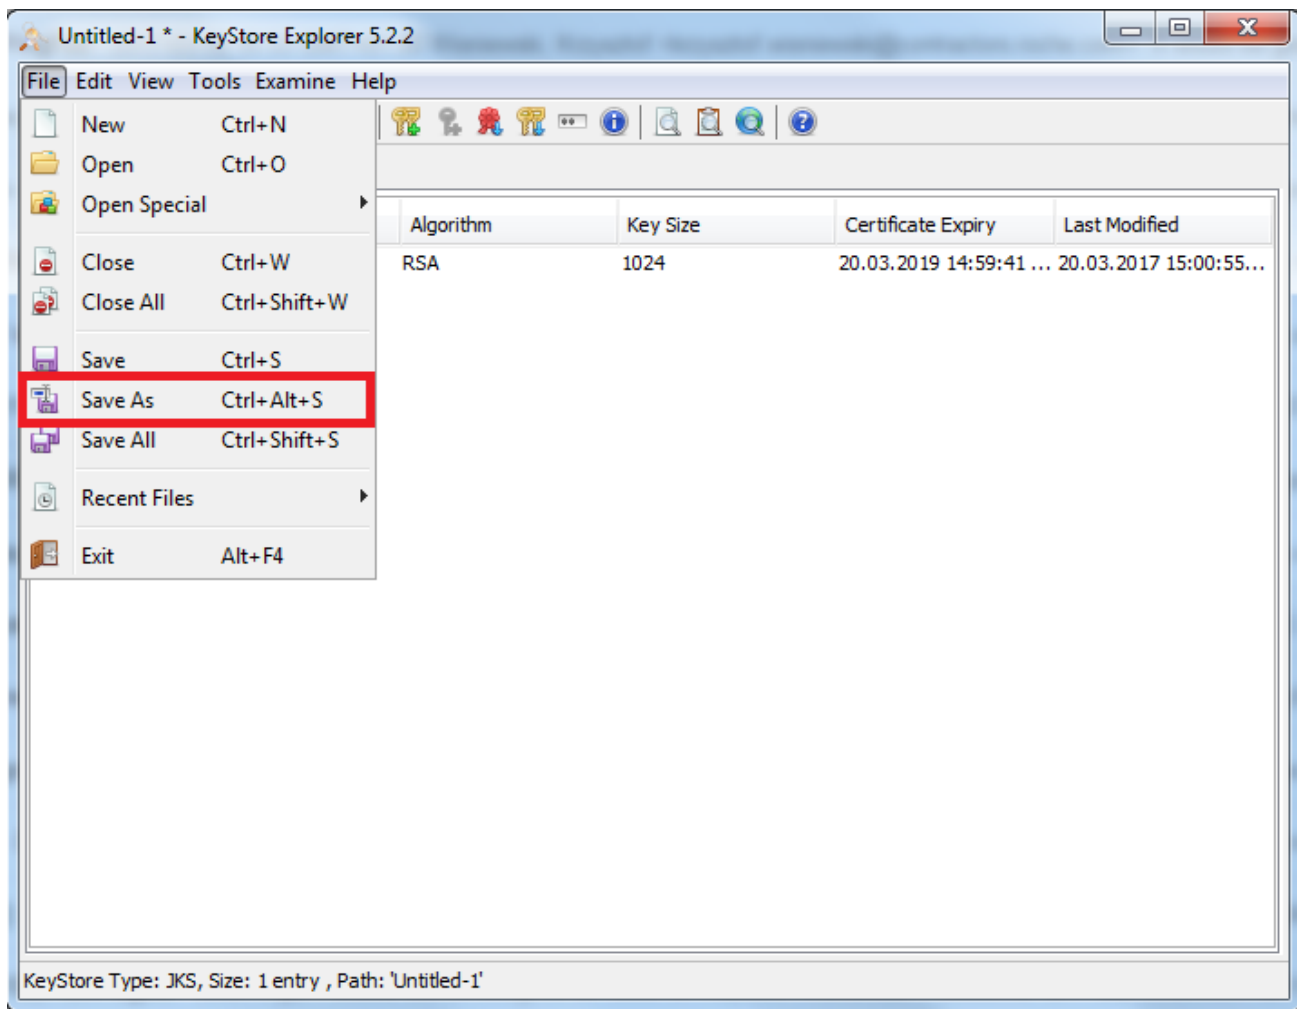 Untitled-1 * - KeyStore Explorer 5.2.2
File Edit View Tools Examine Help
New Ctrl+N
Open Ctrl+O
Open Special
Close Ctrl+W
Close All Ctrl+Shift+W
Save Ctrl+S
Save As Ctrl+Alt+S
Save All Ctrl+Shift+S
Recent Files
Exit Alt+F4
Algorithm Key Size Certificate Expiry Last Modified
RSA 1024 20.03.2019 14:59:41 ... 20.03.2017 15:00:55...
KeyStore Type: JKS, Size: 1 entry , Path: 'Untitled-1'